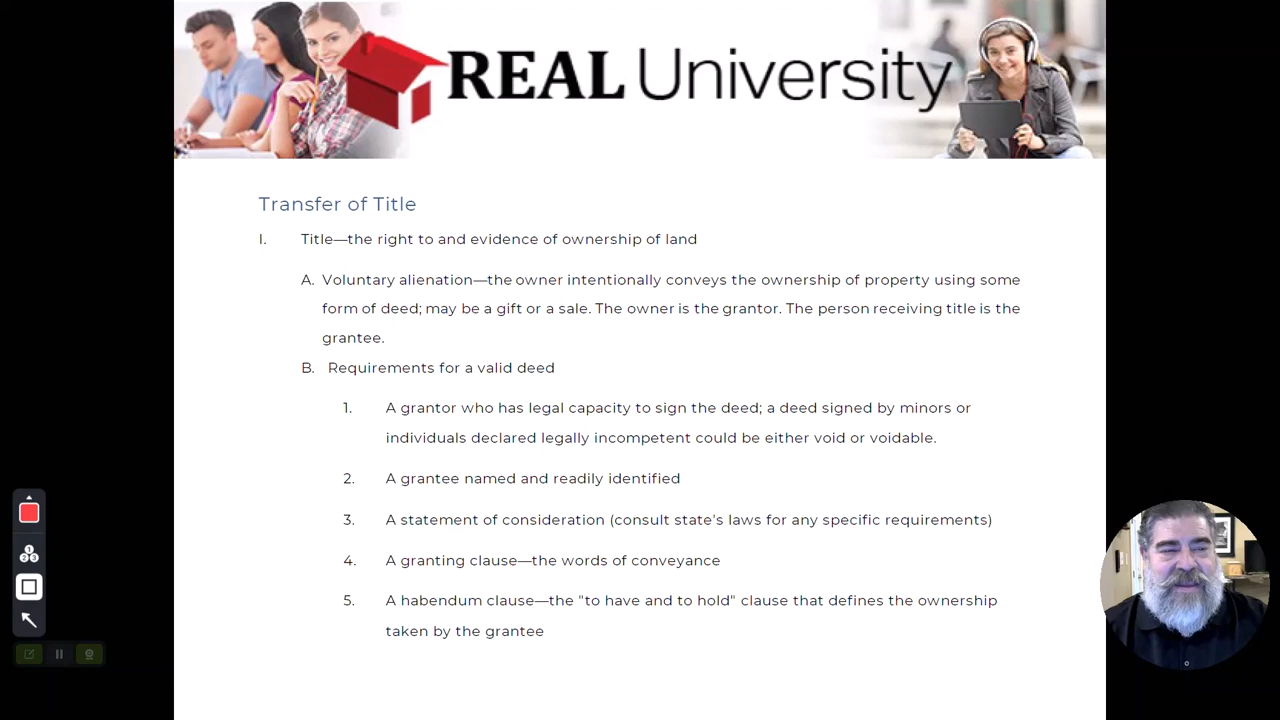 REAL University
Transfer of Title
I. Title—the right to and evidence of ownership of land
A. Voluntary alienation—the owner intentionally conveys the ownership of property using some
form of deed; may be a gift or a sale. The owner is the grantor. The person receiving title is the
grantee.
B. Requirements for a valid deed
1. A grantor who has legal capacity to sign the deed; a deed signed by minors or
individuals declared legally incompetent could be either void or voidable.
2. A grantee named and readily identified
3. A statement of consideration (consult state's laws for any specific requirements)
4. A granting clause—the words of conveyance
5. A habendum clause—the "to have and to hold" clause that defines the ownership
taken by the grantee